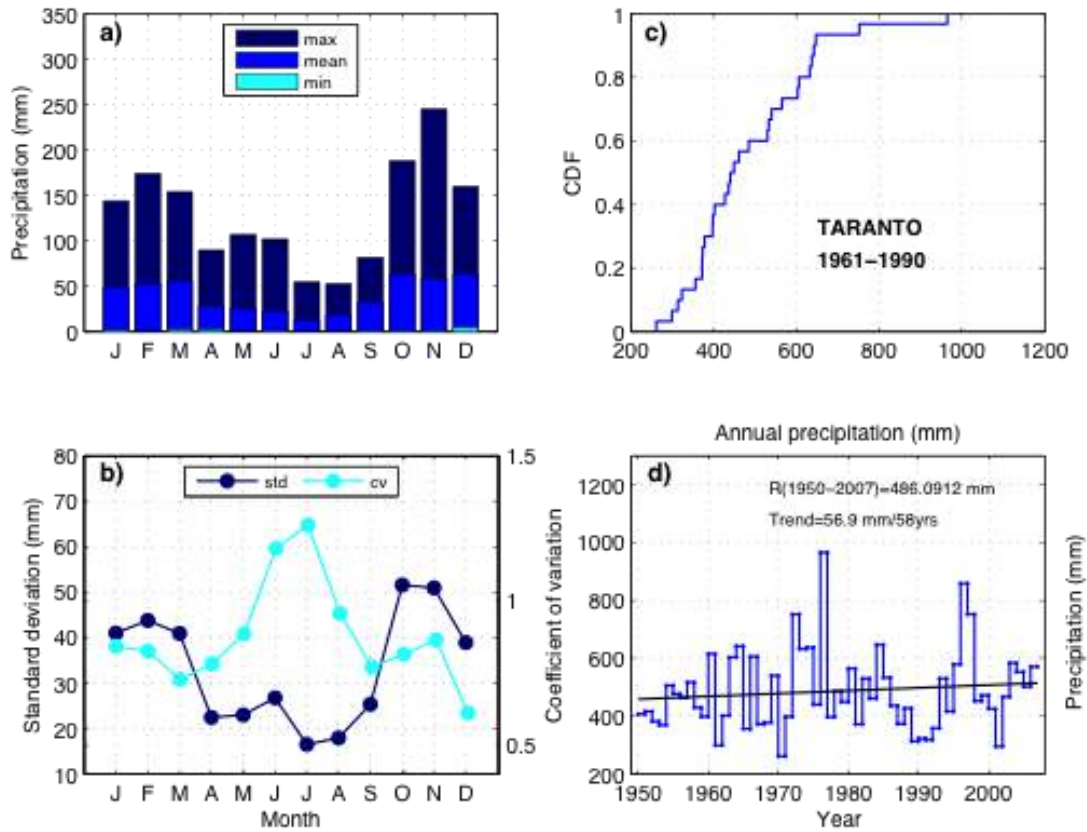 a)
max
mean
min
350
300
250
200
150
100
50
0
Precipitation (mm)
J F M A M J J A S O N D
c)
1
0.8
0.6
0.4
0.2
0
CDF
TARANTO
1961–1990
200 400 600 800 1000 1200
Annual precipitation (mm)
b)
std cv
80
70
60
50
40
30
20
10
Standard deviation (mm)
1.5
1
0.5
Coefficient of variation
J F M A M J J A S O N D
Month
d)
R(1950–2007)=486.0912 mm
Trend=56.9 mm/58yrs
1200
1000
800
600
400
200
Precipitation (mm)
1950 1960 1970 1980 1990 2000
Year